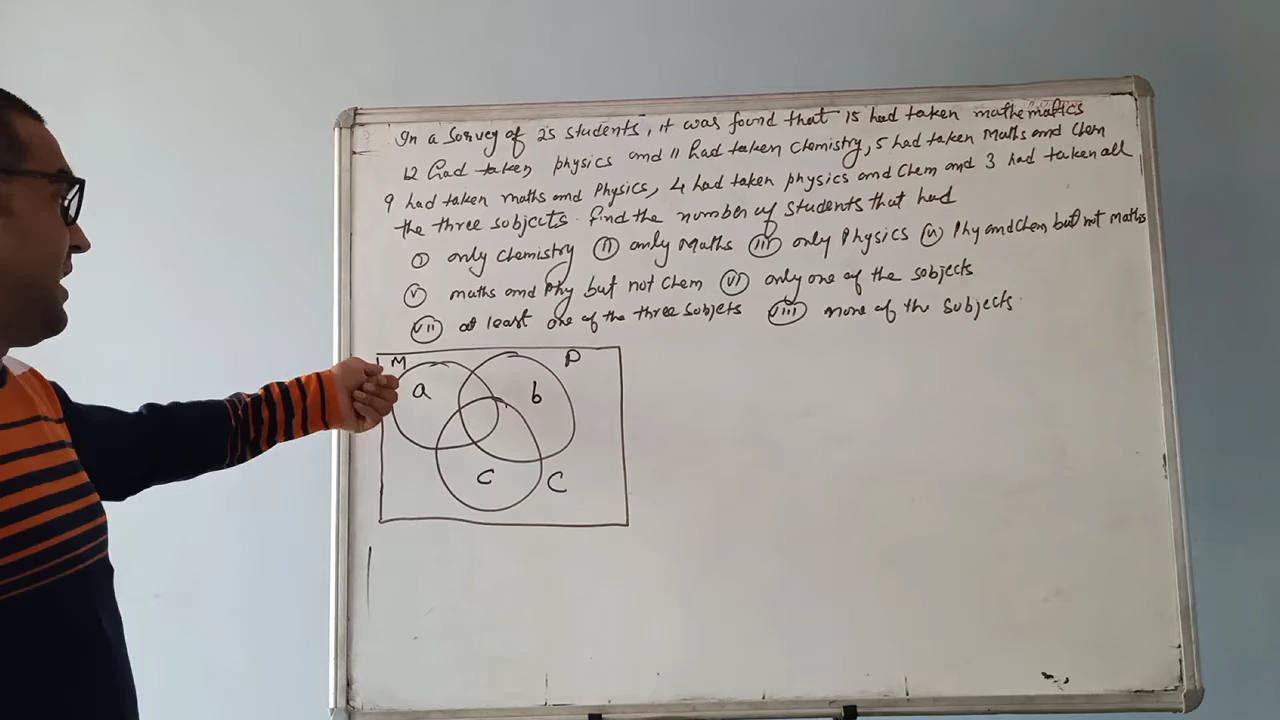 In a Sorvey of 25 students, it was found that 15 had taken mathematics
12 had taken physics and 11 had taken Chemistry, 5 had taken Maths and Chem
9 had taken maths and Physics, 4 had taken physics and Chem and 3 had taken all
the three subjects. find the number of students that had
(i) only Chemistry (ii) only Maths (iii) only Physics (iv) Phy and Chem but not maths
(v) maths and Phy but not Chem (vi) only one of the sobjects
(vii) at least one of the three subjets (viii) none of the subjects.
M P
a b
c C